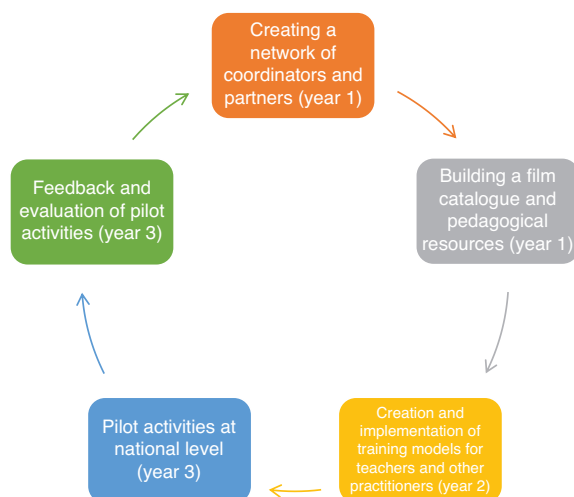 Creating a
network of
coordinators and
partners (year 1)
Building a film
catalogue and
pedagogical
resources (year 1)
Creation and
implementation of
training models for
teachers and other
practitioners (year 2)
Pilot activities at
national level
(year 3)
Feedback and
evaluation of pilot
activities (year 3)